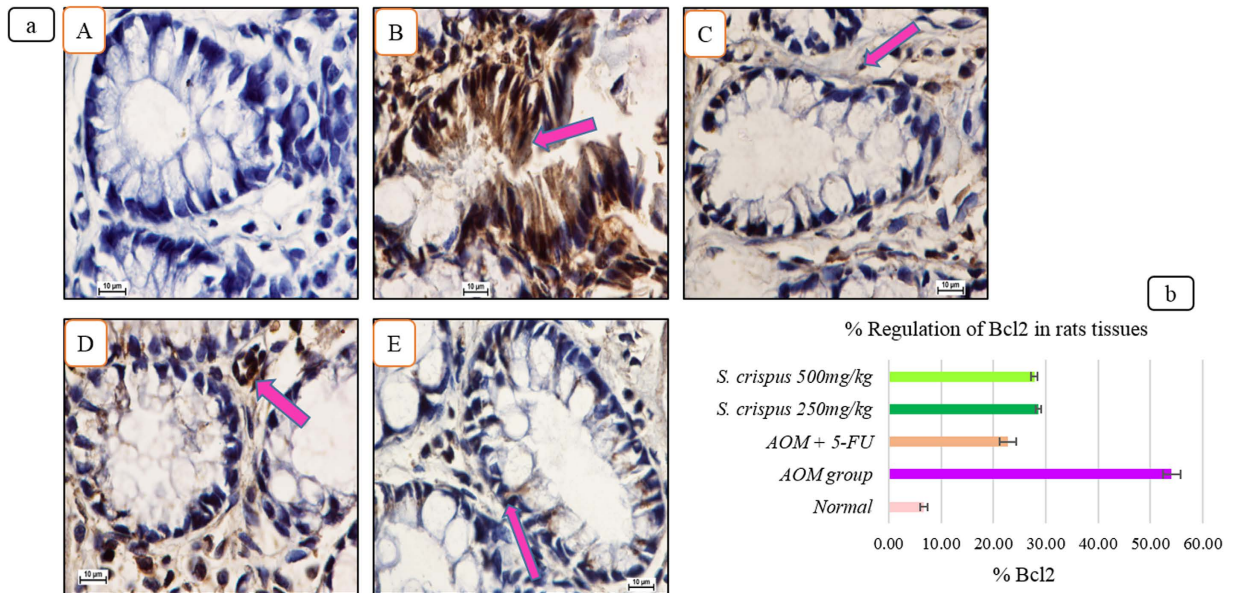 a
A
B
C
10 µm
10 µm
10 µm
b
D
E
10 µm
10 µm
% Regulation of Bcl2 in rats tissues
S. crispus 500mg/kg
S. crispus 250mg/kg
AOM + 5-FU
AOM group
Normal
0.00 10.00 20.00 30.00 40.00 50.00 60.00
% Bcl2